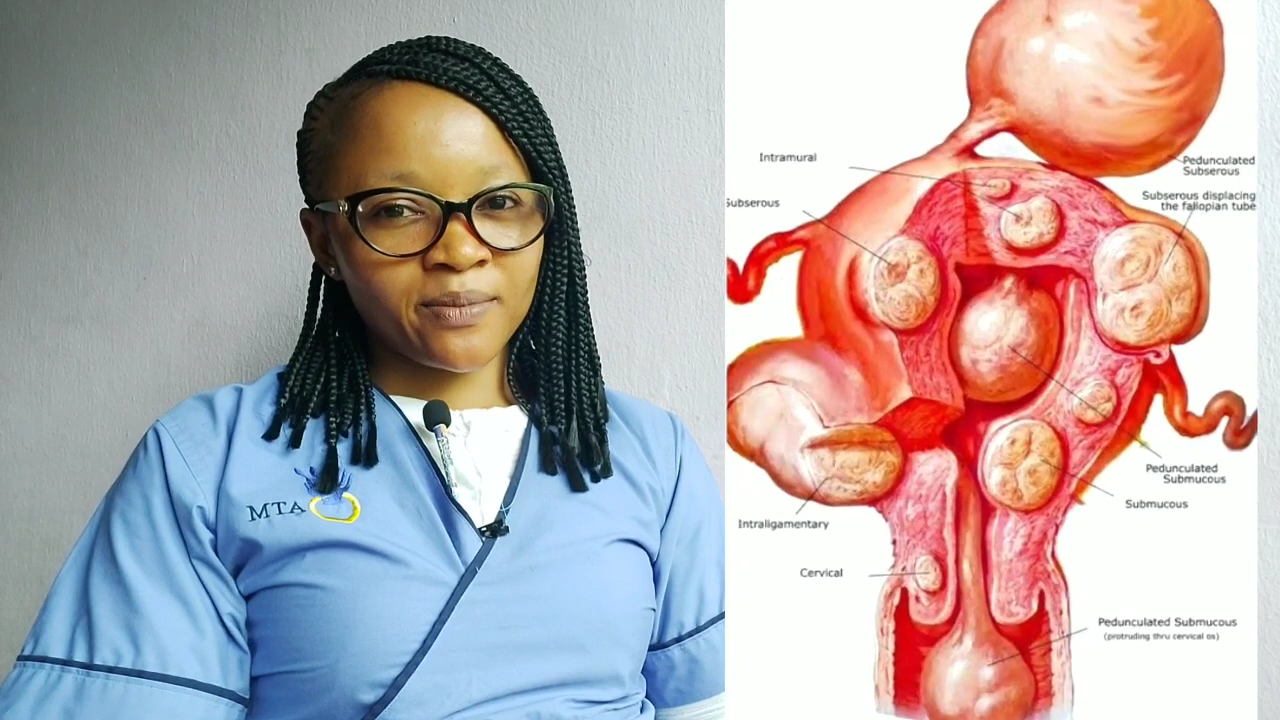 MTA
Intramural
Subserous
Pedunculated
Subserous
Subserous displacing
the fallopian tube
Pedunculated
Submucous
Submucous
Intraligamentary
Cervical
Pedunculated Submucous
(protruding thru cervical os)